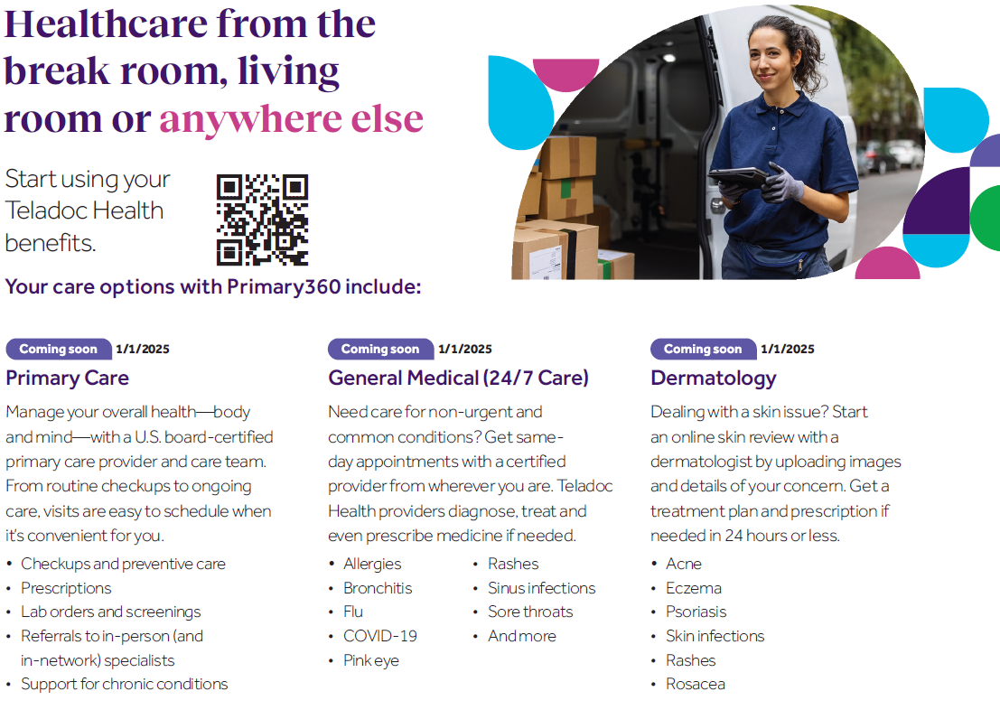 Healthcare from the
break room, living
room or anywhere else
Start using your
Teladoc Health
benefits.
Your care options with Primary360 include:
Coming soon 1/1/2025
Primary Care
Manage your overall health—body
and mind—with a U.S. board-certified
primary care provider and care team.
From routine checkups to ongoing
care, visits are easy to schedule when
it's convenient for you.
• Checkups and preventive care
• Prescriptions
• Lab orders and screenings
• Referrals to in-person (and
in-network) specialists
• Support for chronic conditions
Coming soon 1/1/2025
General Medical (24/7 Care)
Need care for non-urgent and
common conditions? Get same-
day appointments with a certified
provider from wherever you are. Teladoc
Health providers diagnose, treat and
even prescribe medicine if needed.
• Allergies
• Bronchitis
• Flu
• COVID-19
• Pink eye
• Rashes
• Sinus infections
• Sore throats
• And more
Coming soon 1/1/2025
Dermatology
Dealing with a skin issue? Start
an online skin review with a
dermatologist by uploading images
and details of your concern. Get a
treatment plan and prescription if
needed in 24 hours or less.
• Acne
• Eczema
• Psoriasis
• Skin infections
• Rashes
• Rosacea